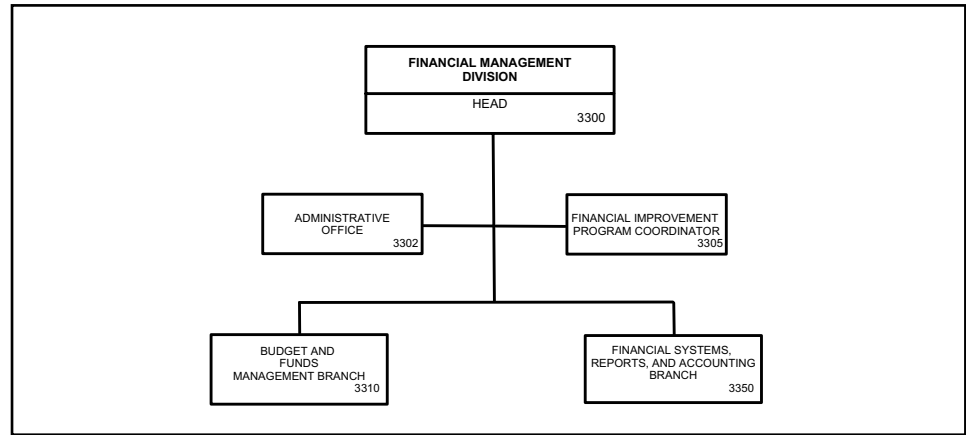 FINANCIAL MANAGEMENT
DIVISION
HEAD
3300
ADMINISTRATIVE
OFFICE
3302
FINANCIAL IMPROVEMENT
PROGRAM COORDINATOR
3305
BUDGET AND
FUNDS
MANAGEMENT BRANCH
3310
FINANCIAL SYSTEMS,
REPORTS, AND ACCOUNTING
BRANCH
3350